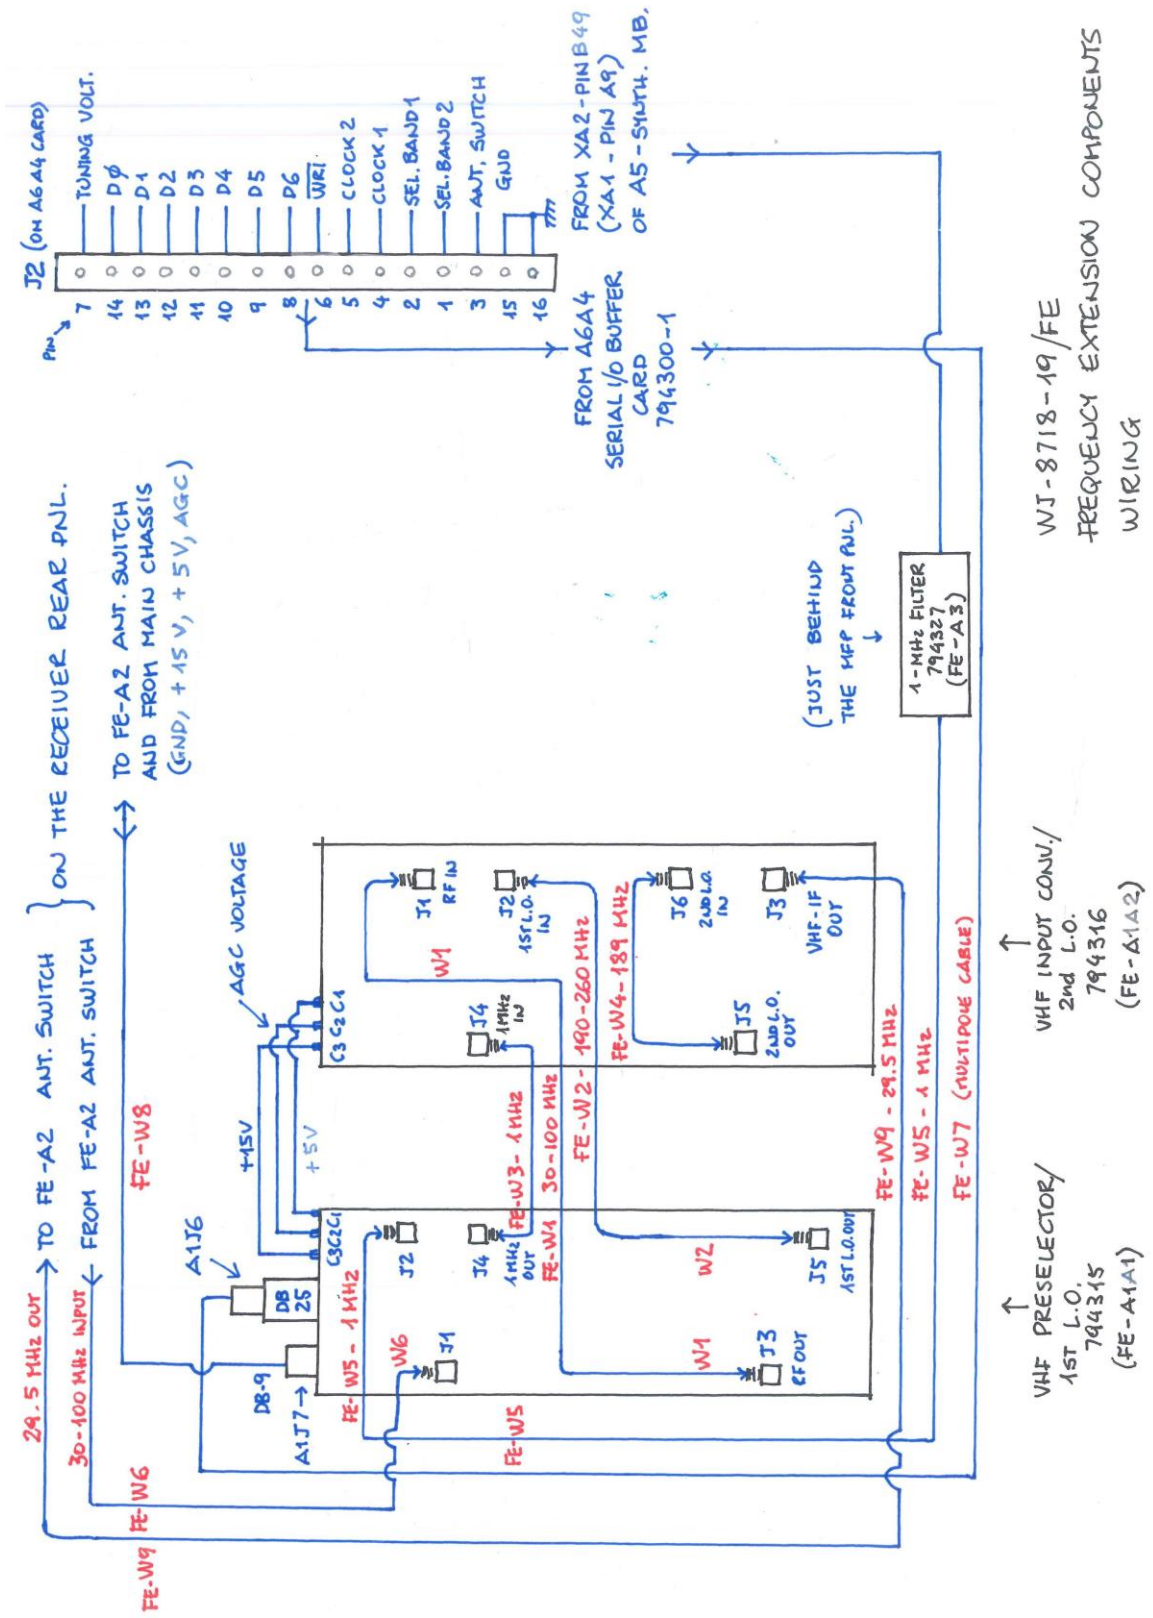 29.5 MHz OUT
TO FE-A2 ANT. SWITCH
30-100 MHz INPUT
FROM FE-A2 ANT. SWITCH
ON THE RECEIVER REAR PNL.
FE-W9
FE-W6
FE-W8
TO FE-A2 ANT. SWITCH
AND FROM MAIN CHASSIS
(GND, +15V, +5V, AGC)
J2 (ON A6A4 CARD)
PIN
7 TUNING VOLT.
14 DØ
13 D1
12 D2
11 D3
10 D4
9 D5
8 D6
6 WRI
5 CLOCK 2
4 CLOCK 1
2 SEL. BAND 1
1 SEL. BAND 2
3 ANT. SWITCH
15 GND
16
FROM A6A4
SERIAL I/O BUFFER
CARD
794300-1
FROM XA2-PIN B49
(XA1-PIN A9)
OF A5-SYNTH. MB.
A1J6
DB-9
A1J7
DB
25
+15V
+5V
AGC VOLTAGE
C3 C2 C1
C3 C2 C1
FE-W5 - 1 MHz
W6
J1
J2
J4
1MHz
OUT
J3
RF OUT
J5
1ST L.O. OUT
W1
W2
FE-W5
FE-W3 - 1MHz
FE-W1 30-100 MHz
FE-W2 - 190-260 MHz
FE-W4 - 189 MHz
W1
J1
RF IN
J4
1MHz
IN
J2
1ST L.O.
IN
J6
2ND L.O.
IN
J5
2ND L.O.
OUT
J3
VHF-IF
OUT
FE-W9 - 29.5 MHz
FE-W5 - 1 MHz
FE-W7 (MULTIPOLE CABLE)
(JUST BEHIND
THE MFP FRONT PNL.)
1-MHz FILTER
794327
(FE-A3)
VHF PRESELECTOR/
1ST L.O.
794315
(FE-A1A1)
VHF INPUT CONV./
2nd L.O.
794316
(FE-A1A2)
WJ-8718-19/FE
FREQUENCY EXTENSION COMPONENTS
WIRING